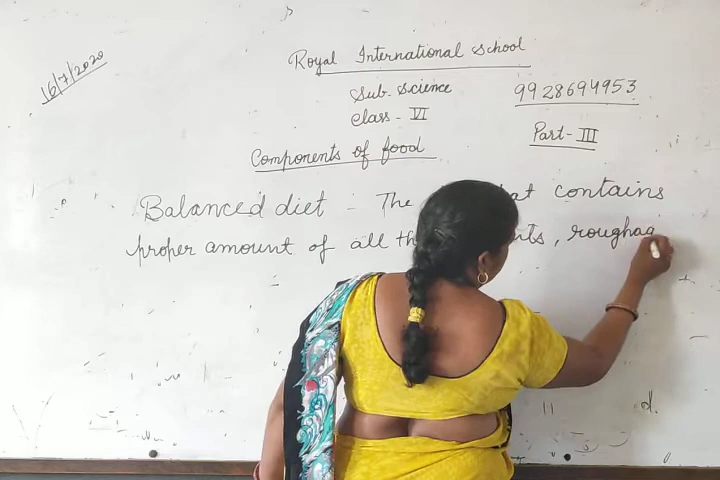 16/7/2020
Royal International School
Sub- Science
9928694953
Class - VI
Part - III
Components of food
Balanced diet - The at contains
proper amount of all th nts, roughag